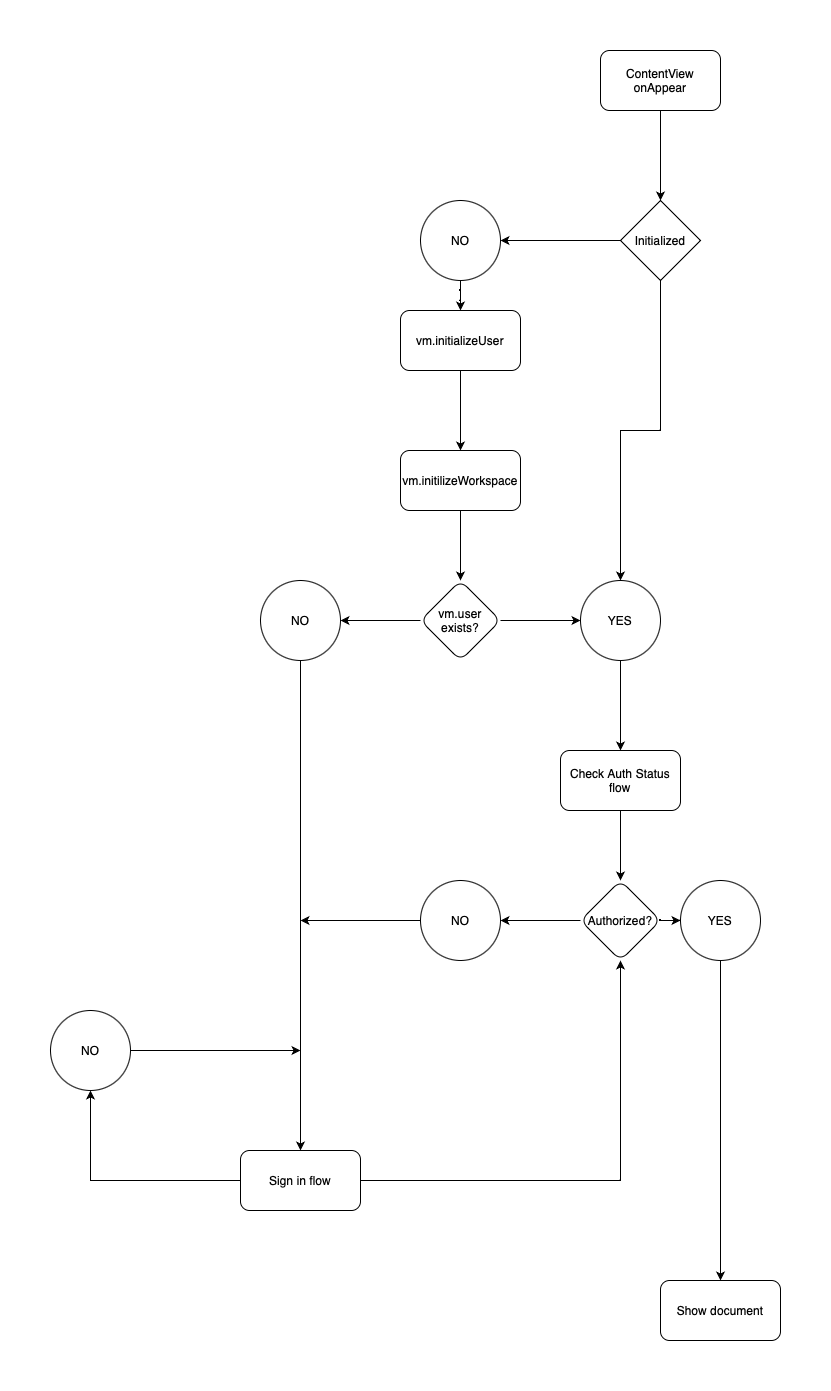 ContentView
onAppear
NO
Initialized
vm.initializeUser
vm.initilizeWorkspace
NO
vm.user
exists?
YES
Check Auth Status
flow
NO
Authorized?
YES
NO
Sign in flow
Show document